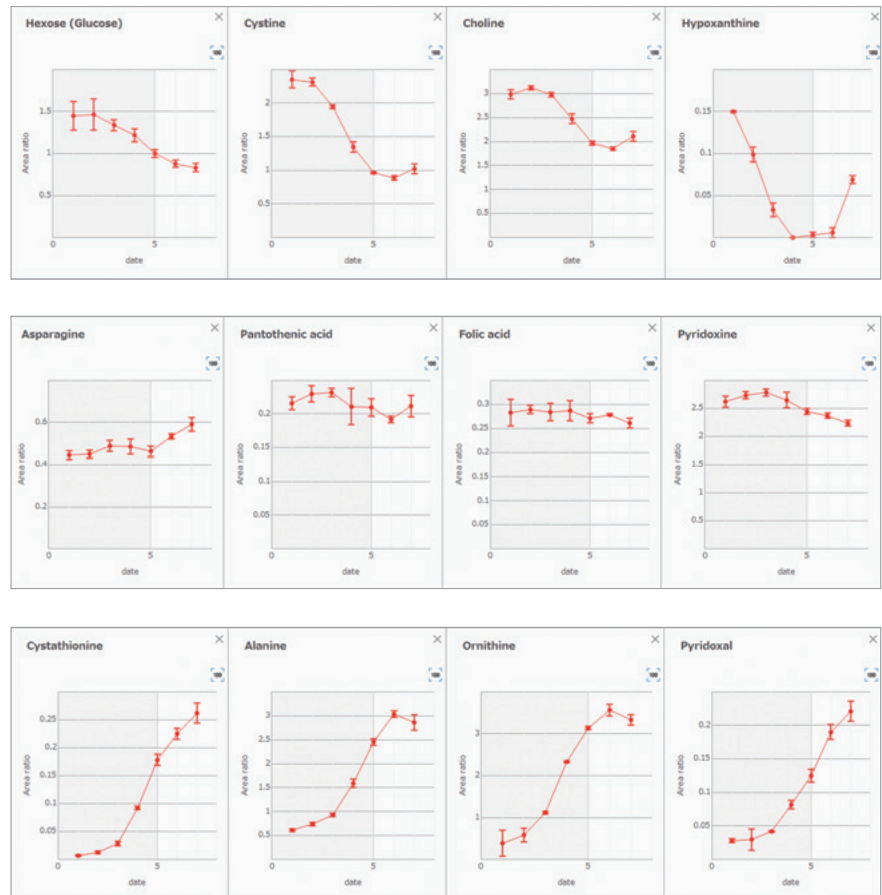 Hexose (Glucose)
1.5
1
0.5
0
5
Area ratio
date
Cystine
2
1.5
1
0.5
0
5
Area ratio
date
Choline
3
2.5
2
1.5
1
0.5
0
5
Area ratio
date
Hypoxanthine
0.15
0.1
0.05
0
5
Area ratio
date
Asparagine
0.6
0.4
0.2
0
5
Area ratio
date
Pantothenic acid
0.2
0.15
0.1
0.05
0
5
Area ratio
date
Folic acid
0.3
0.25
0.2
0.15
0.1
0.05
0
5
Area ratio
date
Pyridoxine
2.5
2
1.5
1
0.5
0
5
Area ratio
date
Cystathionine
0.25
0.2
0.15
0.1
0.05
0
5
Area ratio
date
Alanine
3
2.5
2
1.5
1
0.5
0
5
Area ratio
date
Ornithine
3
2
1
0
5
Area ratio
date
Pyridoxal
0.2
0.15
0.1
0.05
0
5
Area ratio
date